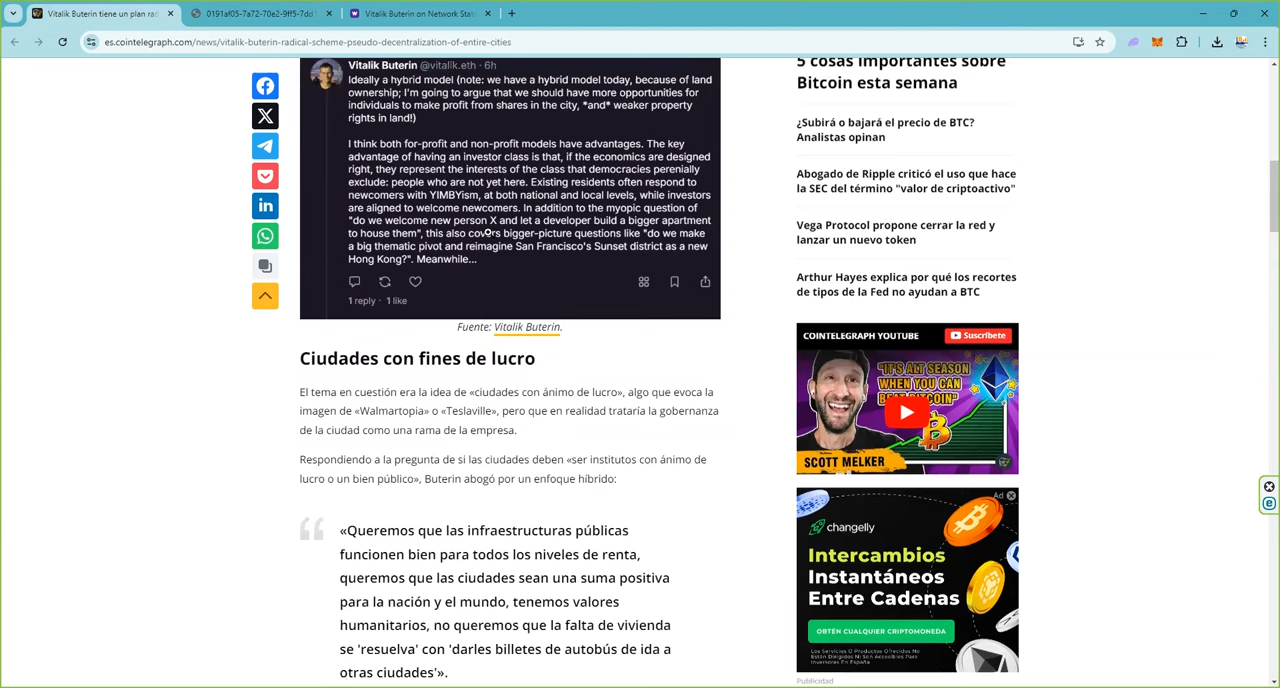 Vitalik Buterin tiene un plan rad
0191af05-7a72-70e2-9ff5-7dd1
Vitalik Buterin on Network Stat
es.cointelegraph.com/news/vitalik-buterin-radical-scheme-pseudo-decentralization-of-entire-cities
Vitalik Buterin @vitalik.eth · 6h
Ideally a hybrid model (note: we have a hybrid model today, because of land
ownership; I'm going to argue that we should have more opportunities for
individuals to make profit from shares in the city, *and* weaker property
rights in land!)
I think both for-profit and non-profit models have advantages. The key
advantage of having an investor class is that, if the economics are designed
right, they represent the interests of the class that democracies perenially
exclude: people who are not yet here. Existing residents often respond to
newcomers with YIMBYism, at both national and local levels, while investors
are aligned to welcome newcomers. In addition to the myopic question of
"do we welcome new person X and let a developer build a bigger apartment
to house them", this also covers bigger-picture questions like "do we make
a big thematic pivot and reimagine San Francisco's Sunset district as a new
Hong Kong?". Meanwhile...
1 reply · 1 like
Fuente: Vitalik Buterin.
Ciudades con fines de lucro
El tema en cuestión era la idea de «ciudades con ánimo de lucro», algo que evoca la
imagen de «Walmartopia» o «Teslaville», pero que en realidad trataría la gobernanza
de la ciudad como una rama de la empresa.
Respondiendo a la pregunta de si las ciudades deben «ser institutos con ánimo de
lucro o un bien público», Buterin abogó por un enfoque híbrido:
«Queremos que las infraestructuras públicas
funcionen bien para todos los niveles de renta,
queremos que las ciudades sean una suma positiva
para la nación y el mundo, tenemos valores
humanitarios, no queremos que la falta de vivienda
se 'resuelva' con 'darles billetes de autobús de ida a
otras ciudades'».
5 cosas importantes sobre
Bitcoin esta semana
¿Subirá o bajará el precio de BTC?
Analistas opinan
Abogado de Ripple criticó el uso que hace
la SEC del término "valor de criptoactivo"
Vega Protocol propone cerrar la red y
lanzar un nuevo token
Arthur Hayes explica por qué los recortes
de tipos de la Fed no ayudan a BTC
COINTELEGRAPH YOUTUBE
Suscríbete
"IT'S ALT SEASON
WHEN YOU CAN
BITCOIN"
SCOTT MELKER
Ad
changelly
Intercambios
Instantáneos
Entre Cadenas
OBTÉN CUALQUIER CRIPTOMONEDA
Los Servicios O Productos Ofrecidos No
Están Dirigidos Ni Son Accesibles Para
Inversores En España
Publicidad